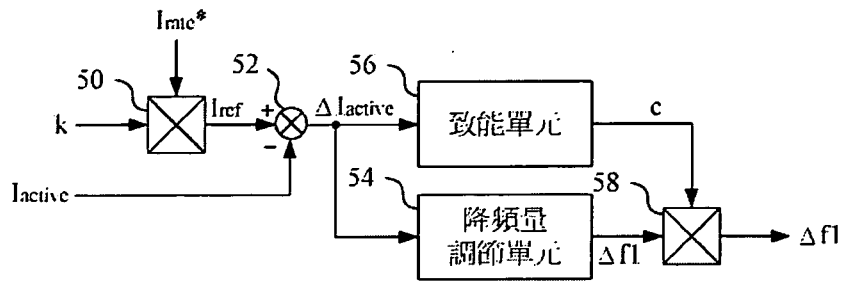 Irate*
50
52
56
k
Iref
+
−
ΔIactive
致能單元
c
Iactive
54
58
降頻量
調節單元
Δf1
Δf1